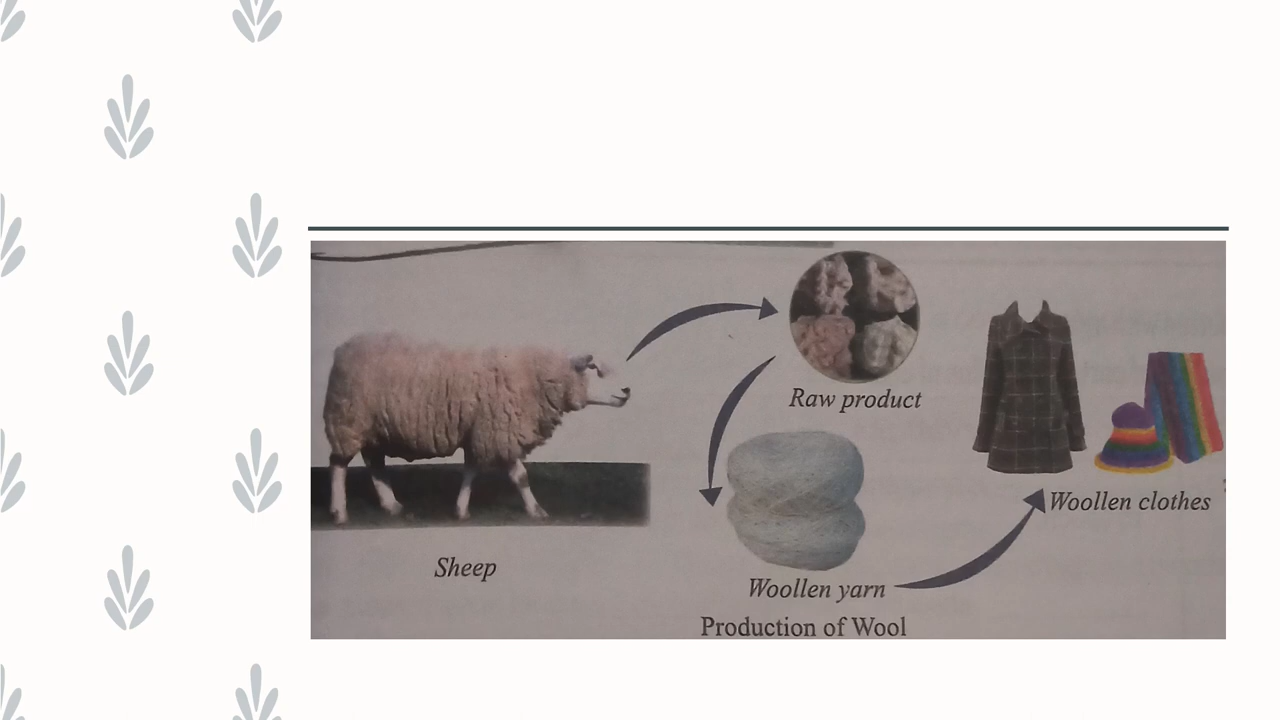 Sheep
Raw product
Woollen yarn
Woollen clothes
Production of Wool